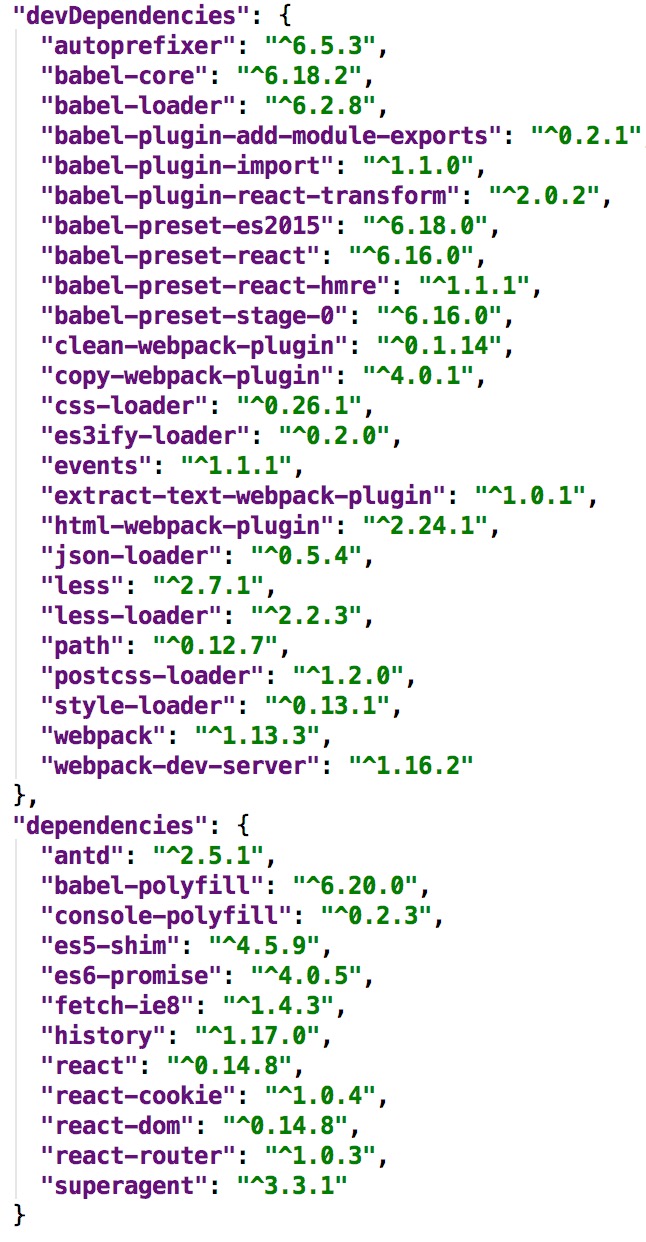 "devDependencies": {
"autoprefixer": "^6.5.3",
"babel-core": "^6.18.2",
"babel-loader": "^6.2.8",
"babel-plugin-add-module-exports": "^0.2.1",
"babel-plugin-import": "^1.1.0",
"babel-plugin-react-transform": "^2.0.2",
"babel-preset-es2015": "^6.18.0",
"babel-preset-react": "^6.16.0",
"babel-preset-react-hmre": "^1.1.1",
"babel-preset-stage-0": "^6.16.0",
"clean-webpack-plugin": "^0.1.14",
"copy-webpack-plugin": "^4.0.1",
"css-loader": "^0.26.1",
"es3ify-loader": "^0.2.0",
"events": "^1.1.1",
"extract-text-webpack-plugin": "^1.0.1",
"html-webpack-plugin": "^2.24.1",
"json-loader": "^0.5.4",
"less": "^2.7.1",
"less-loader": "^2.2.3",
"path": "^0.12.7",
"postcss-loader": "^1.2.0",
"style-loader": "^0.13.1",
"webpack": "^1.13.3",
"webpack-dev-server": "^1.16.2"
},
"dependencies": {
"antd": "^2.5.1",
"babel-polyfill": "^6.20.0",
"console-polyfill": "^0.2.3",
"es5-shim": "^4.5.9",
"es6-promise": "^4.0.5",
"fetch-ie8": "^1.4.3",
"history": "^1.17.0",
"react": "^0.14.8",
"react-cookie": "^1.0.4",
"react-dom": "^0.14.8",
"react-router": "^1.0.3",
"superagent": "^3.3.1"
}